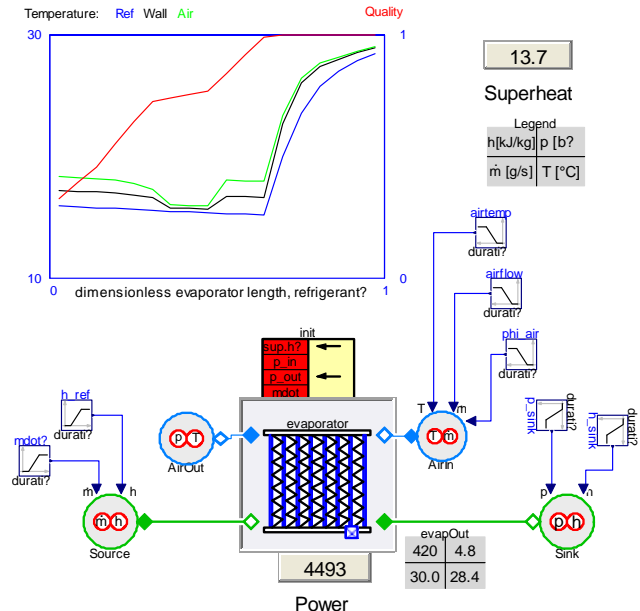 Temperature: Ref Wall Air Quality
30 1
10 0
0 1
dimensionless evaporator length, refrigerant?
13.7
Superheat
Legend
h[kJ/kg] p [b?
ṁ [g/s] T [°C]
airtemp
durati?
airflow
durati?
phi_air
durati?
init
sup.h?
p_in
p_out
mdot
h_ref
durati?
mdot?
durati?
ṁ h
ṁ h
Source
p T
AirOut
evaporator
T ṁ
T ṁ
AirIn
p_sink
durati?
h_sink
durati?
p h
p h
Sink
evapOut
420 4.8
30.0 28.4
4493
Power